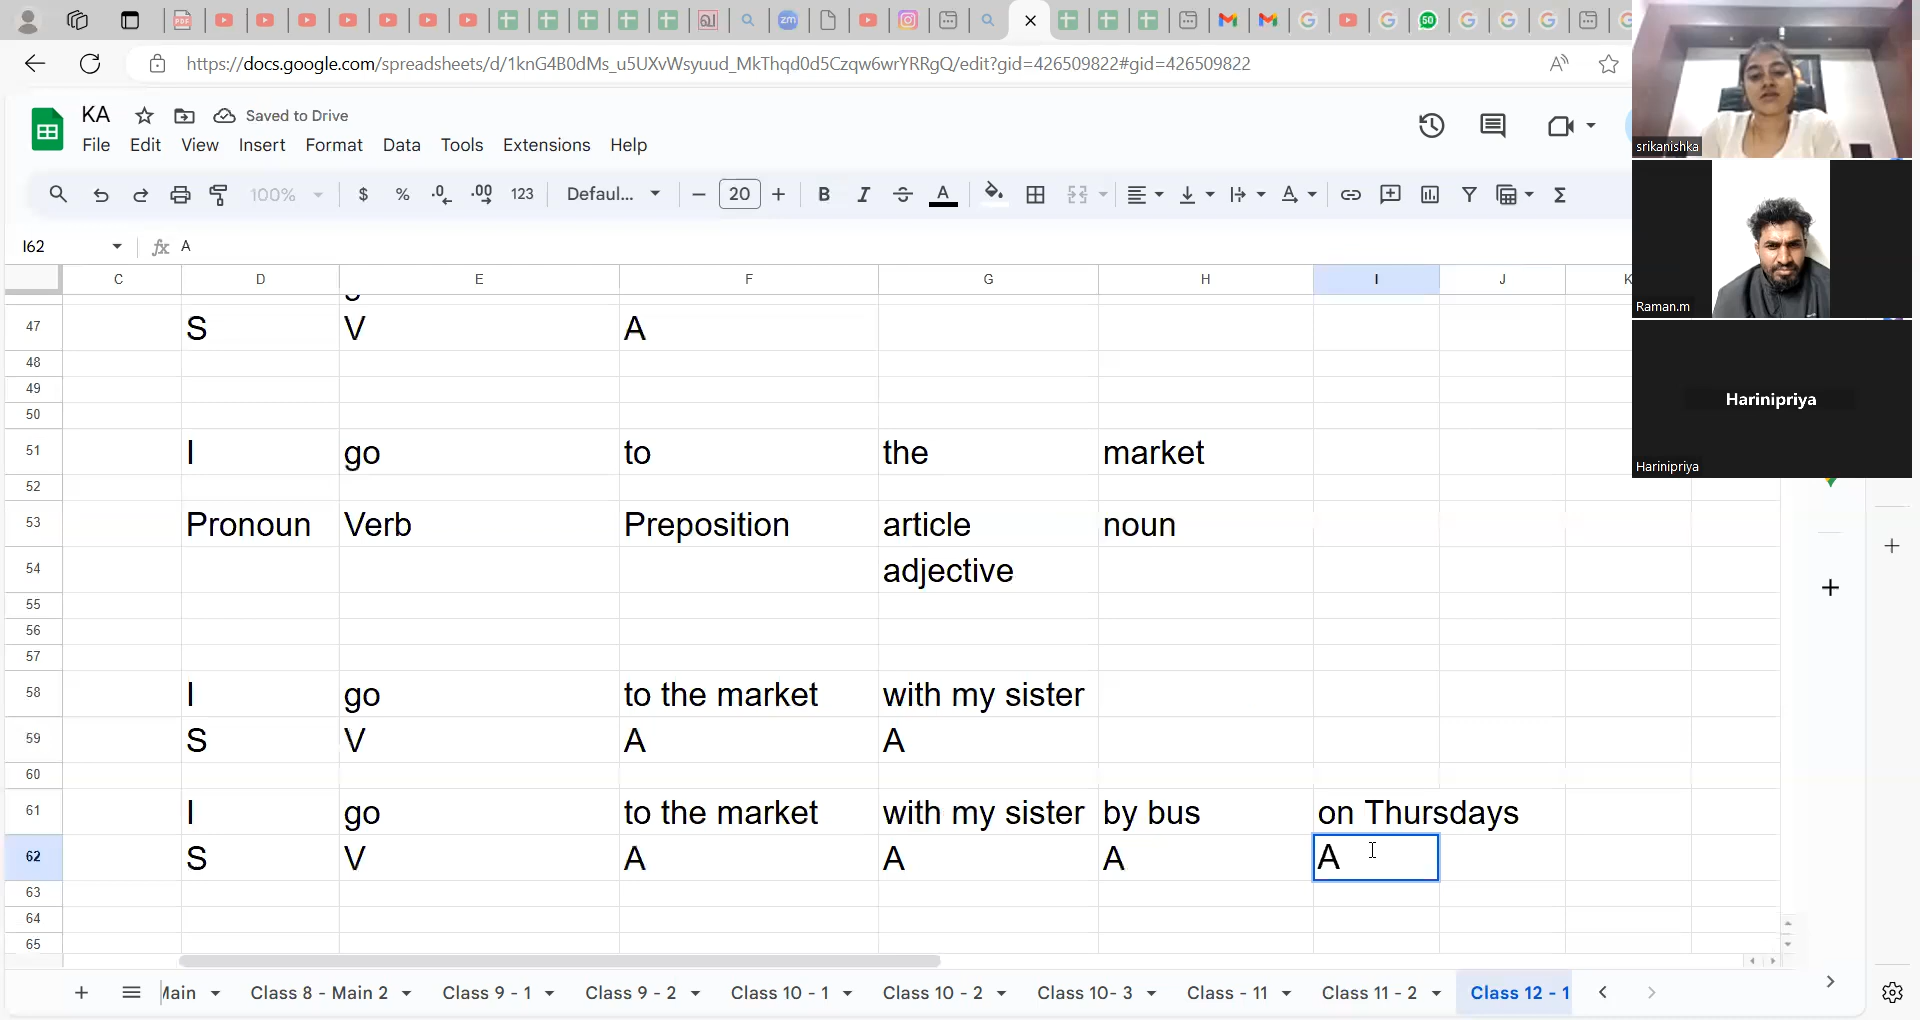 https://docs.google.com/spreadsheets/d/1knG4B0dMs_u5UXvWsyuud_MkThqd0d5Czqw6wrYRRgQ/edit?gid=426509822#gid=426509822
KA Saved to Drive
File Edit View Insert Format Data Tools Extensions Help
100% $ % .0 .00 123 Defaul... 20 B I S A Σ
I62 fx A
C D E F G H I J K
47 S V A
48
49
50
51 I go to the market
52
53 Pronoun Verb Preposition article noun
54 adjective
55
56
57
58 I go to the market with my sister
59 S V A A
60
61 I go to the market with my sister by bus on Thursdays
62 S V A A A A
63
64
65
Main Class 8 - Main 2 Class 9 - 1 Class 9 - 2 Class 10 - 1 Class 10 - 2 Class 10- 3 Class - 11 Class 11 - 2 Class 12 - 1
srikanishka
Raman.m
Harinipriya
Harinipriya